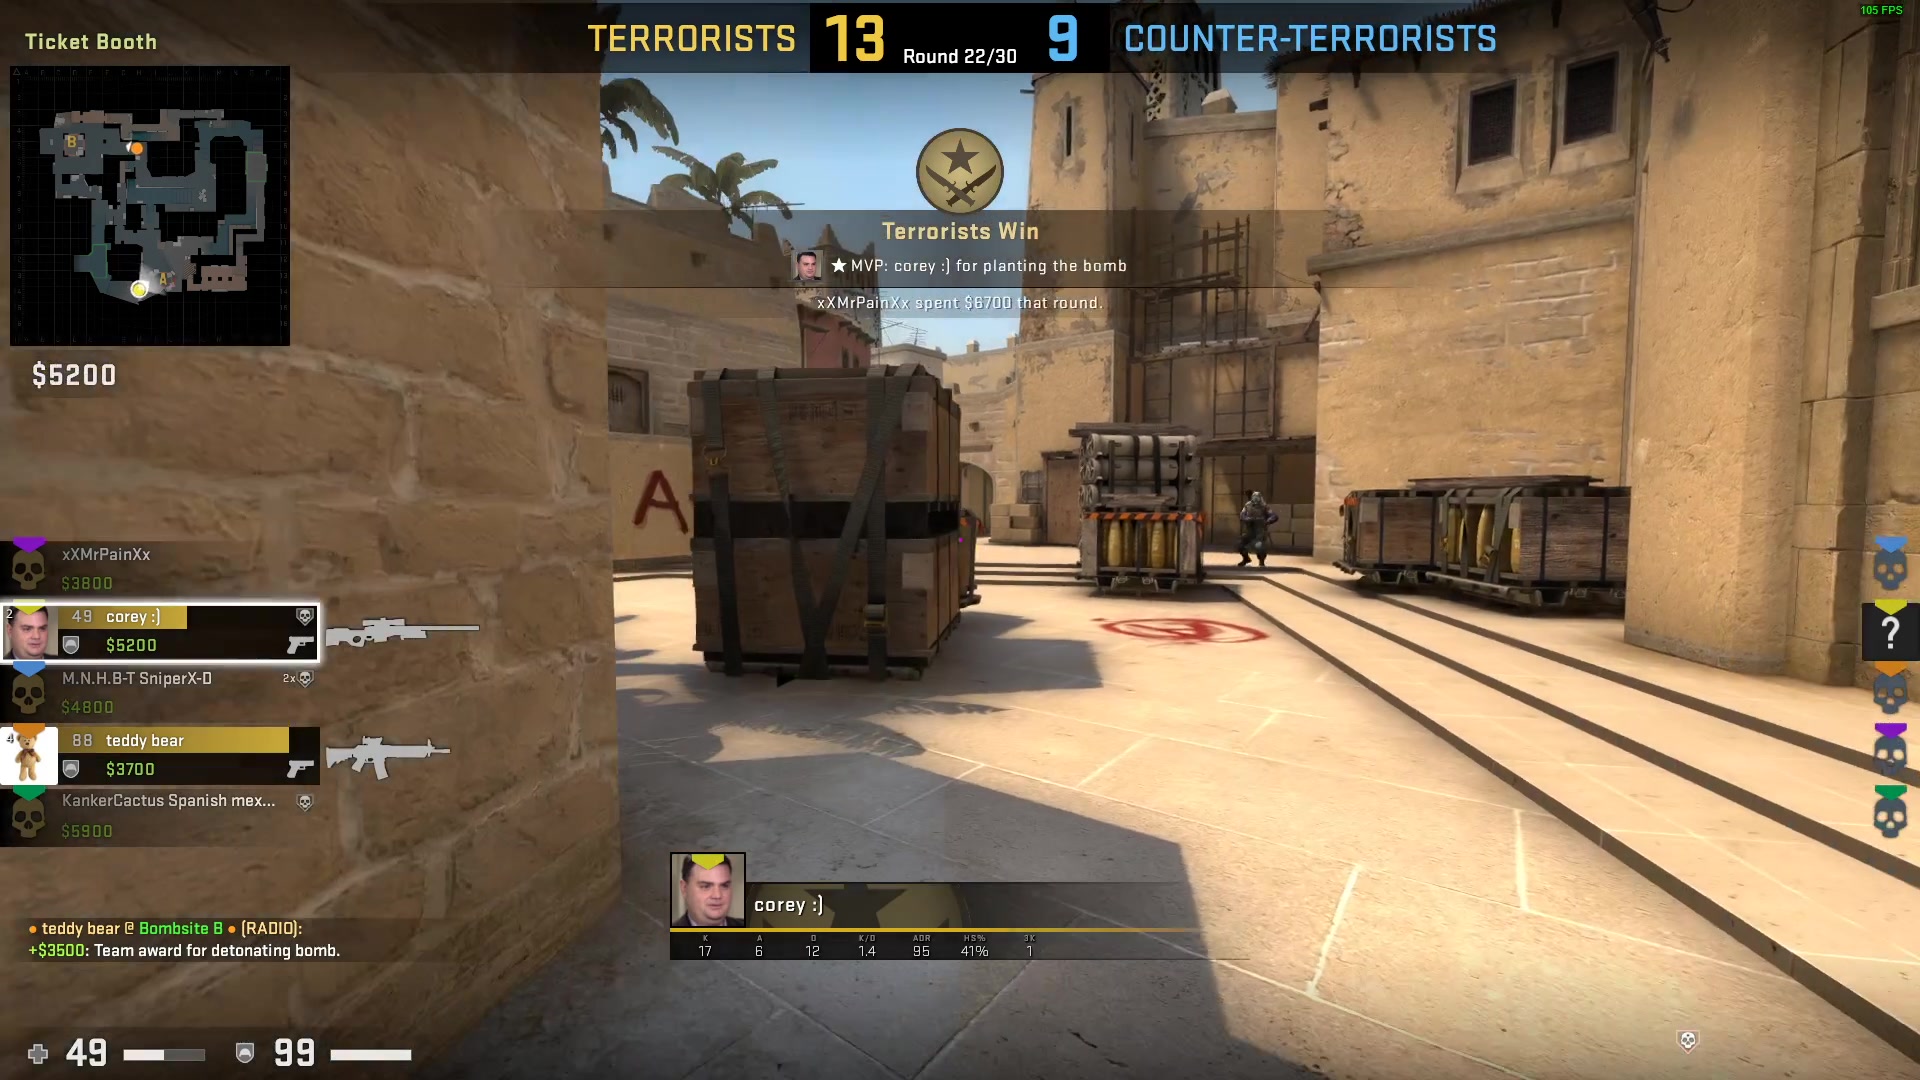 105 FPS
TERRORISTS 13 Round 22/30 9 COUNTER-TERRORISTS
Ticket Booth
B
A
$5200
Terrorists Win
★ MVP: corey :) for planting the bomb
xXMrPainXx spent $6700 that round.
A
xXMrPainXx
$3800
2 49 corey :)
$5200
M.N.H.B-T SniperX-D 2x
$4800
4 88 teddy bear
$3700
KankerCactus Spanish mex...
$5900
?
• teddy bear @ Bombsite B • (RADIO):
+$3500: Team award for detonating bomb.
corey :)
K A D K/D ADR HS% 3K
17 6 12 1.4 95 41% 1
49 99